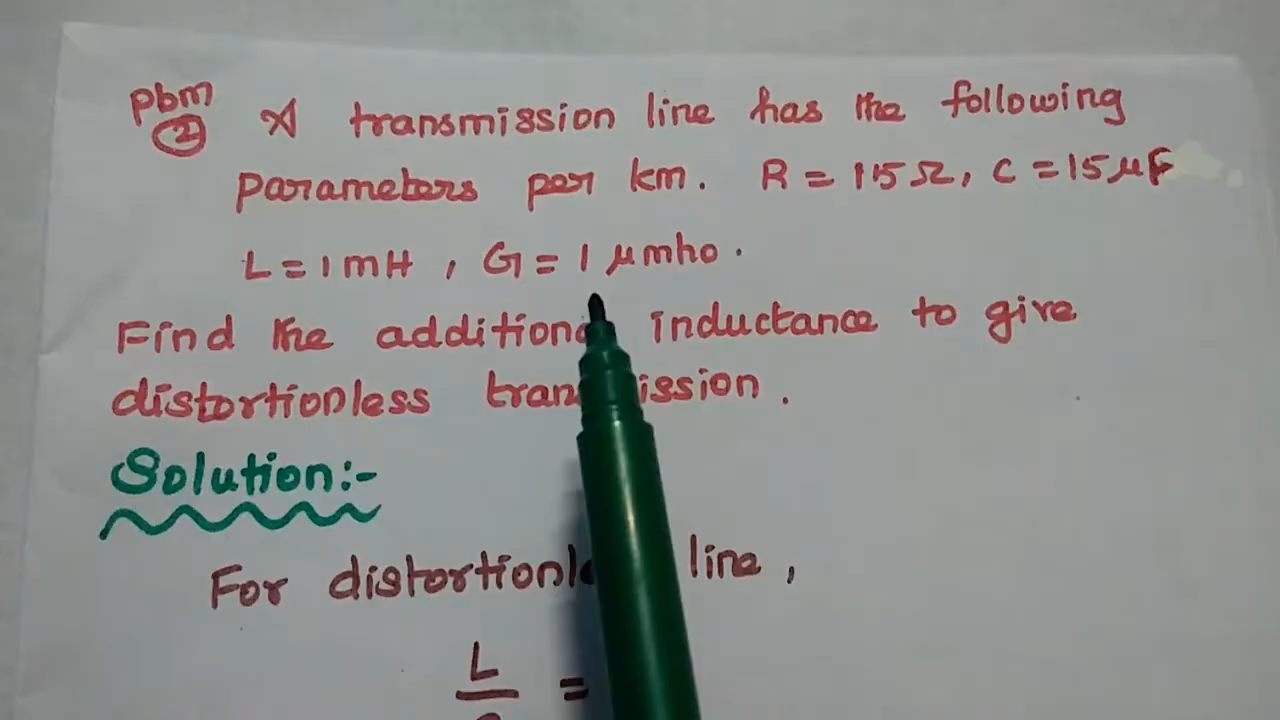 Pbm
②
A transmission line has the following
parameters per km. R = 15Ω, C = 15μF
L = 1mH, G = 1 μmho.
Find the additiona inductance to give
distortionless tran ission.
Solution:-
For distortionl line,
L
=